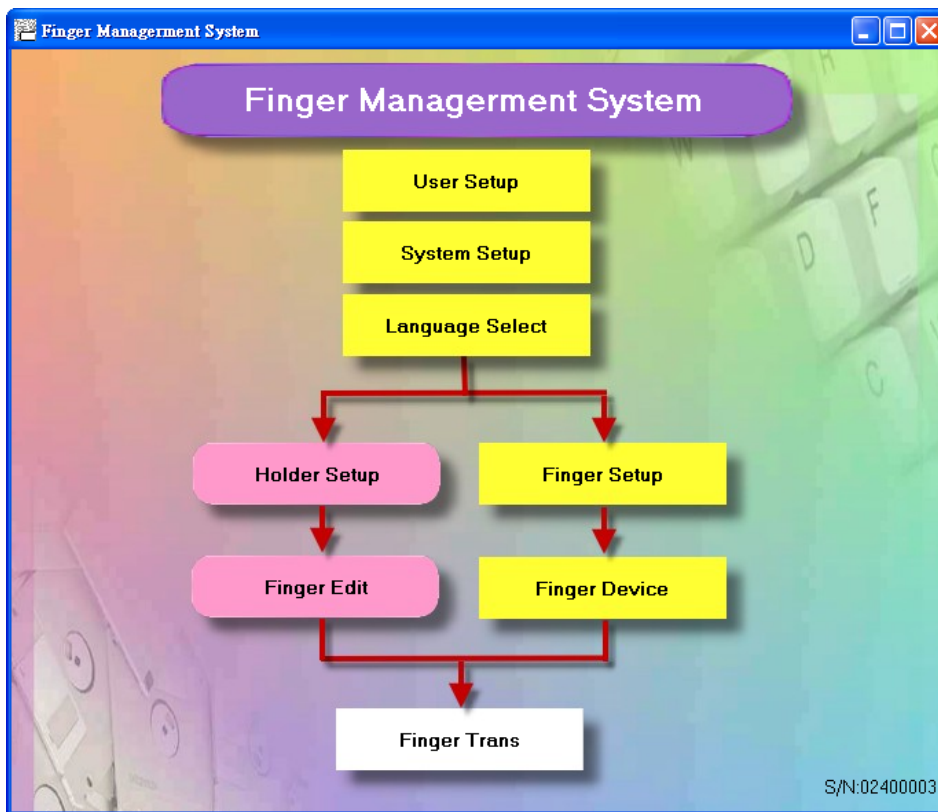 Finger Managerment System
Finger Managerment System
User Setup
System Setup
Language Select
Holder Setup
Finger Setup
Finger Edit
Finger Device
Finger Trans
S/N:02400003
W
R
D
F
C